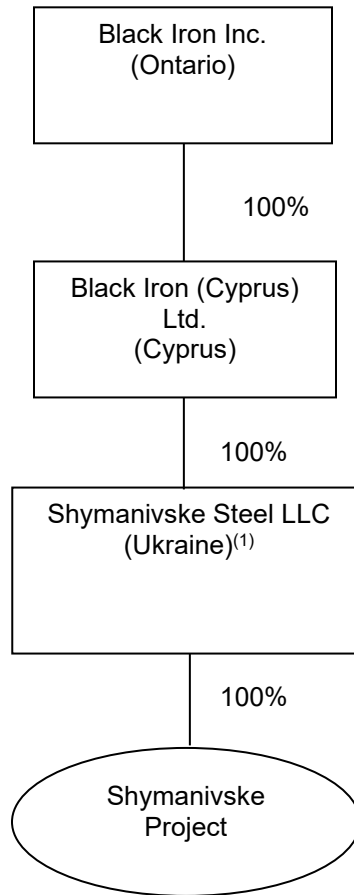 Black Iron Inc.
(Ontario)
100%
Black Iron (Cyprus)
Ltd.
(Cyprus)
100%
Shymanivske Steel LLC
(Ukraine)(1)
100%
Shymanivske
Project